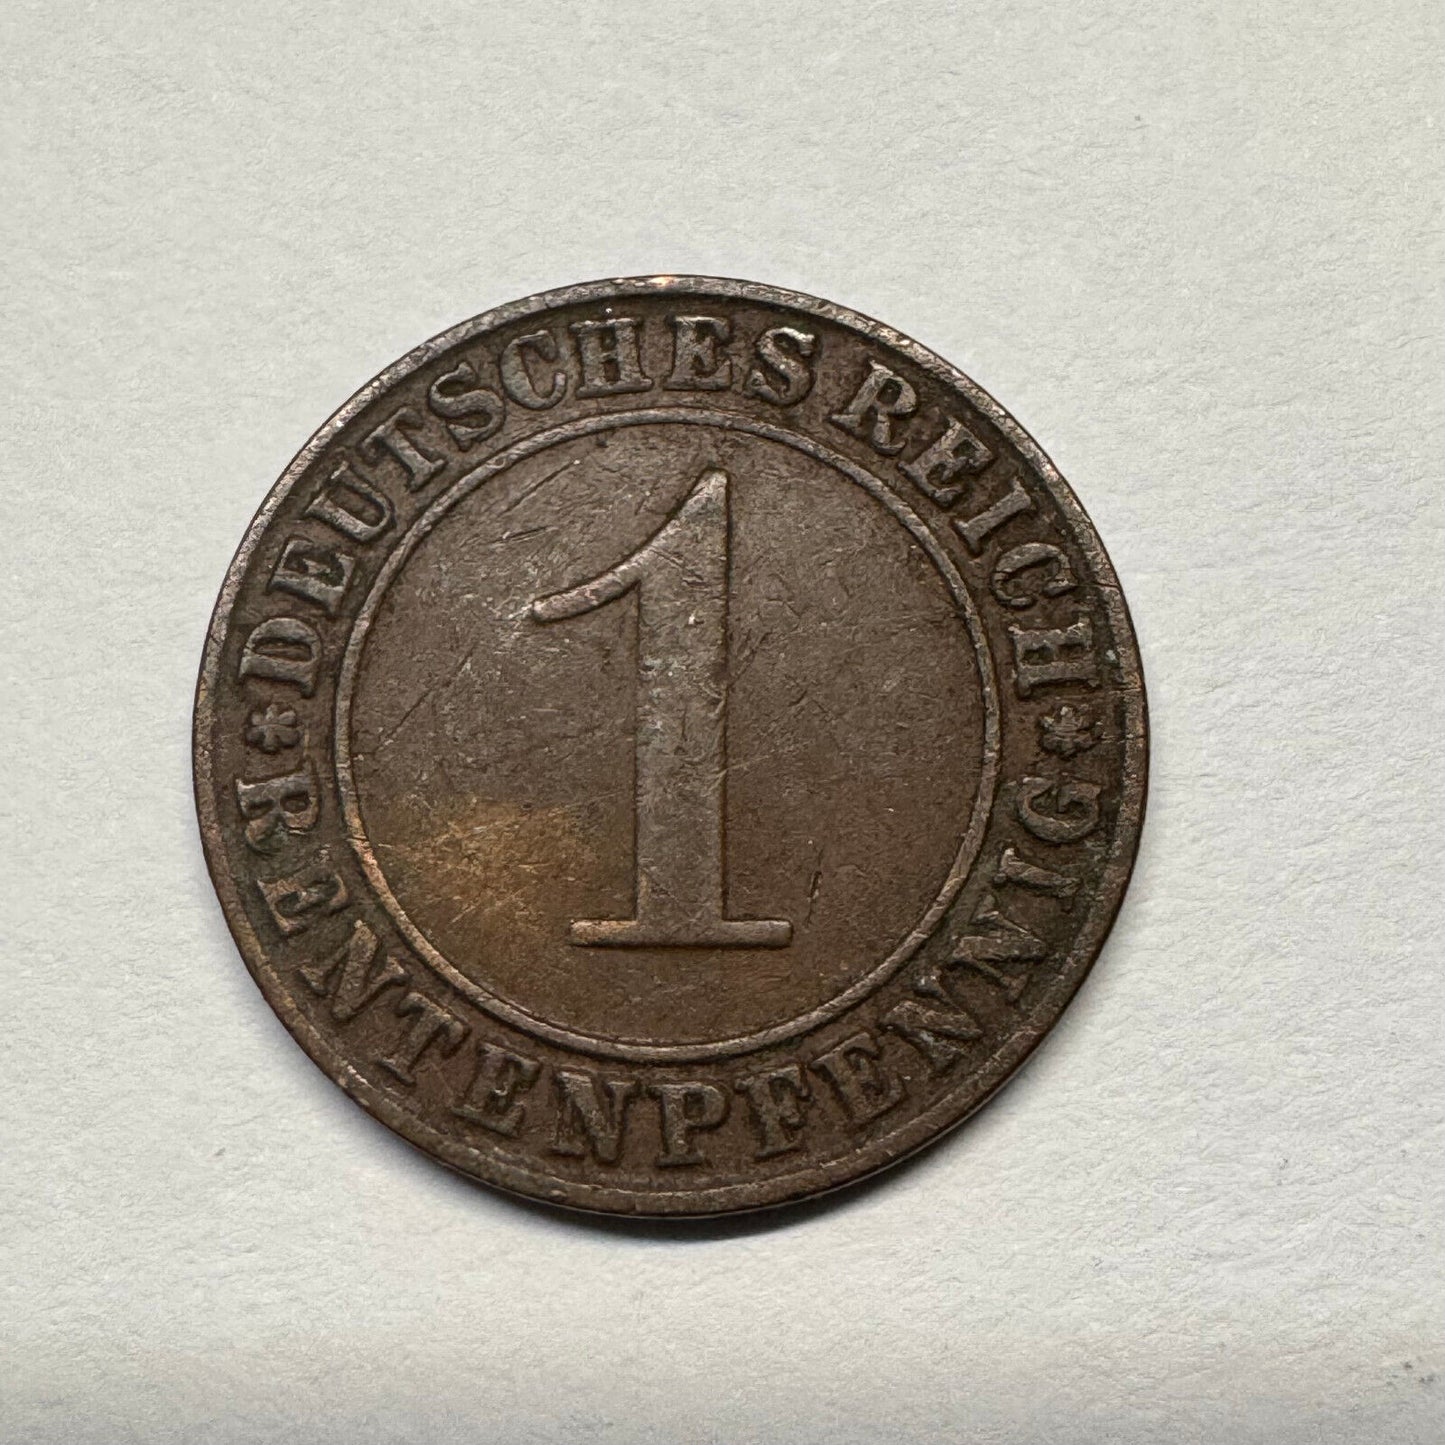 DEUTSCHES REICH
1
RENTENPFENNIG